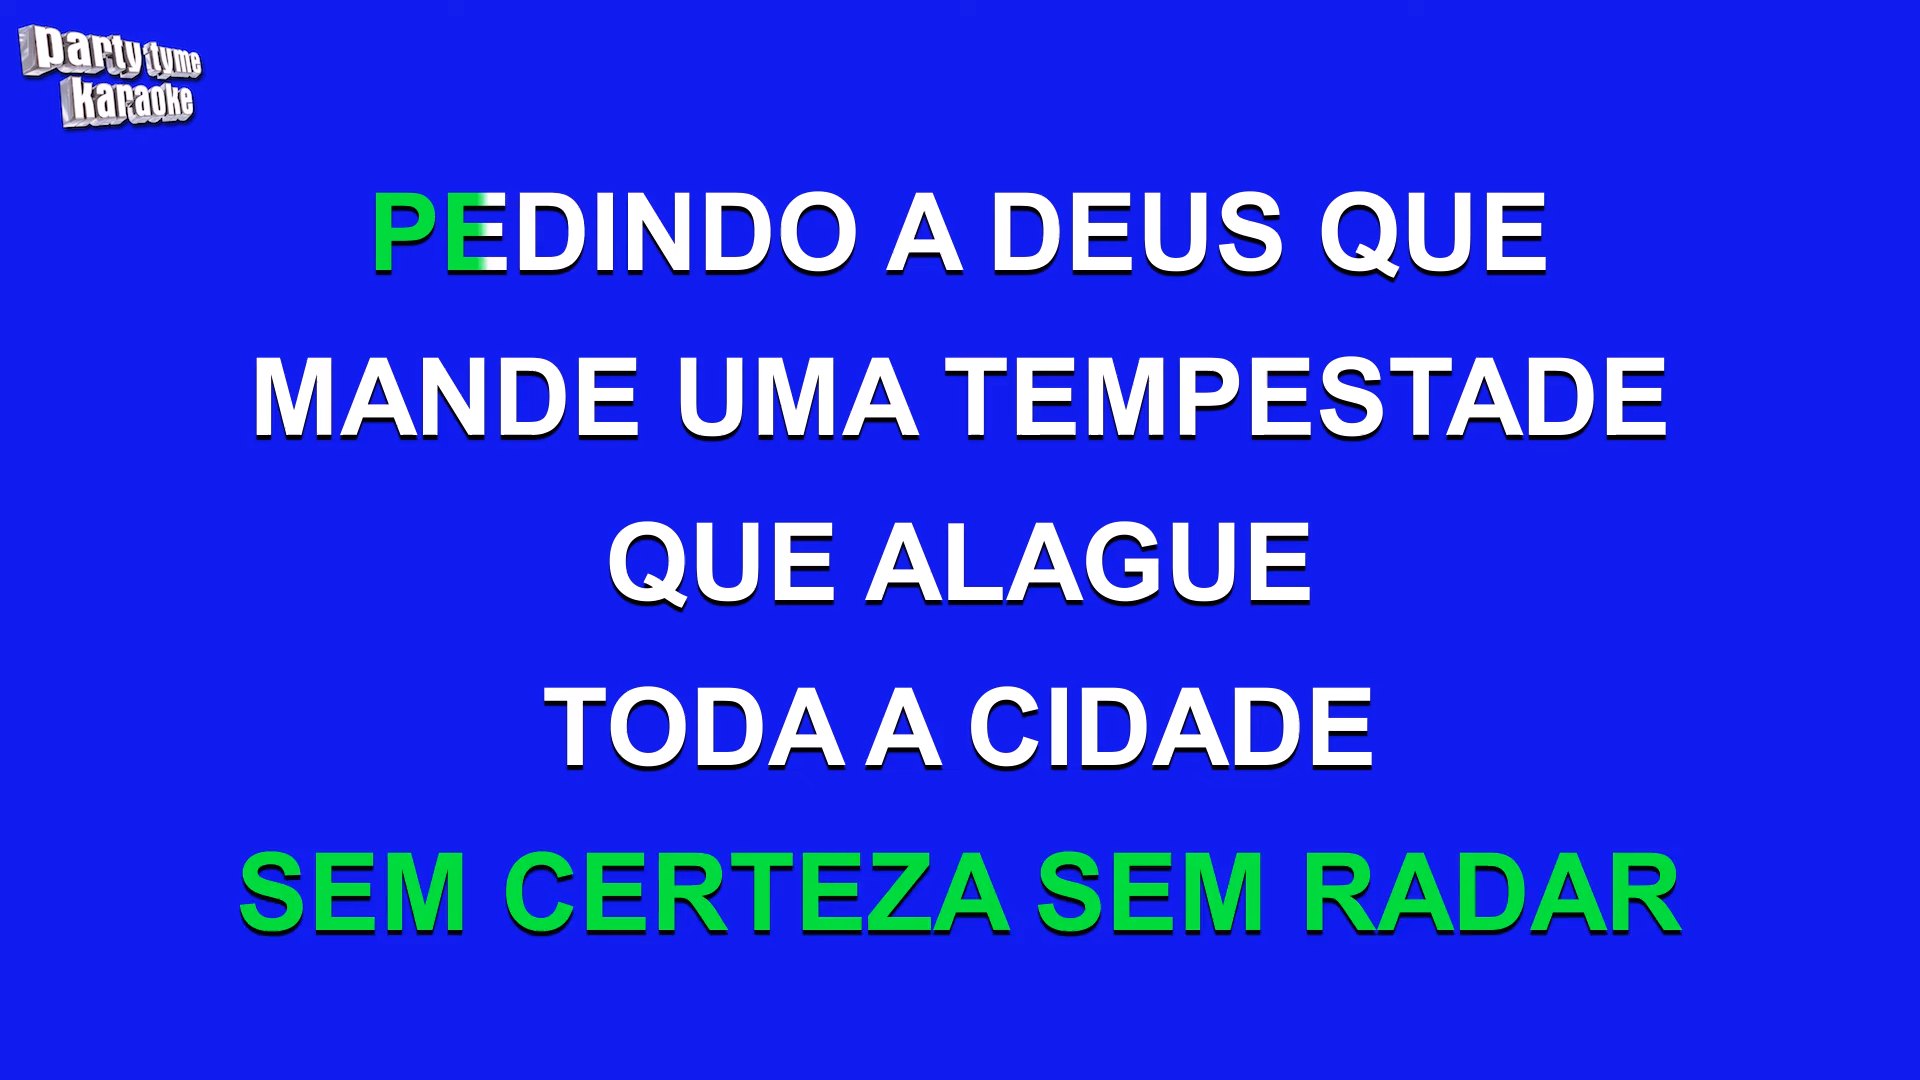 party tyme
karaoke
PEDINDO A DEUS QUE
MANDE UMA TEMPESTADE
QUE ALAGUE
TODA A CIDADE
SEM CERTEZA SEM RADAR